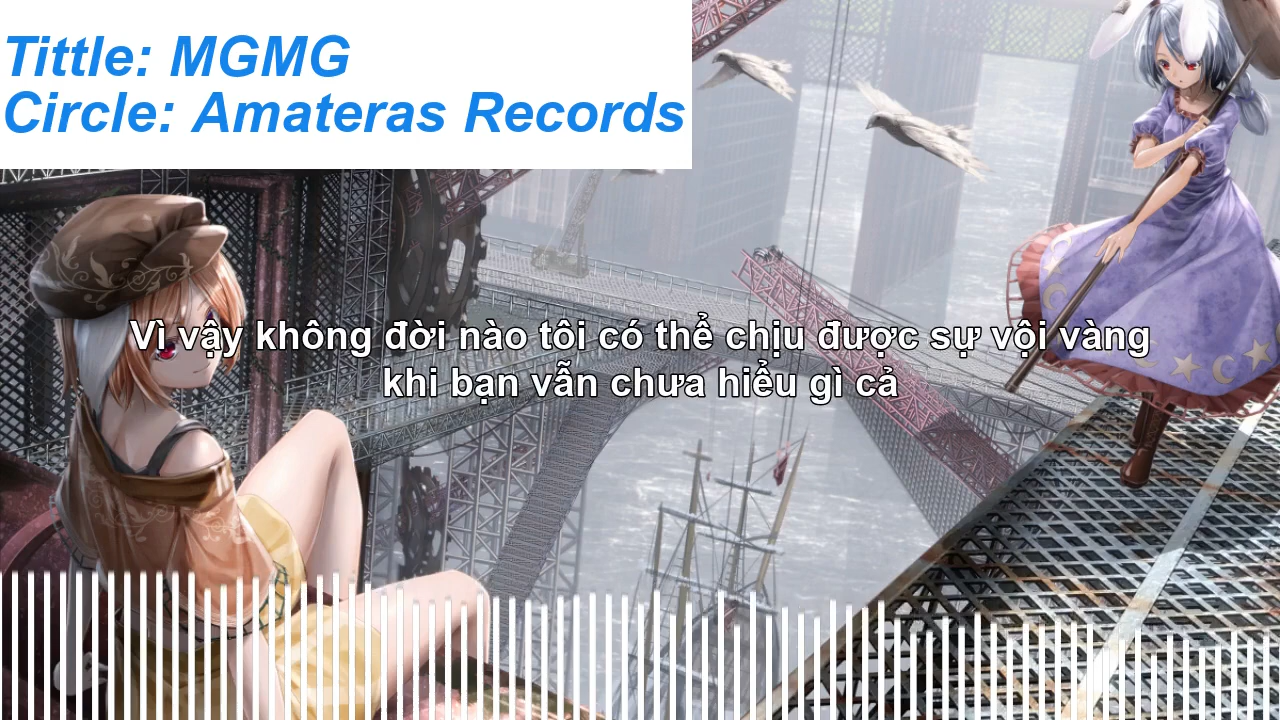 Tittle: MGMG
Circle: Amateras Records
Vì vậy không đời nào tôi có thể chịu được sự vội vàng
khi bạn vẫn chưa hiểu gì cả